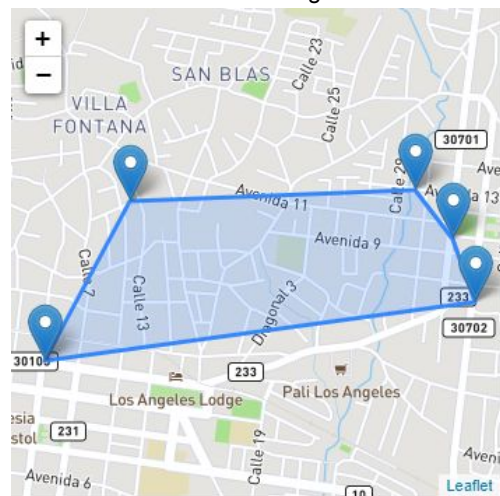 +
−
Calle 23
SAN BLAS
Calle 25
VILLA
FONTANA
30701
Calle 29
Avenida 11
Avenida 13
Avenida 9
Calle 7
Calle 13
Diagonal 3
233
30702
233
Los Angeles Lodge
Pali Los Angeles
231
Calle 19
Avenida 6
10
Leaflet